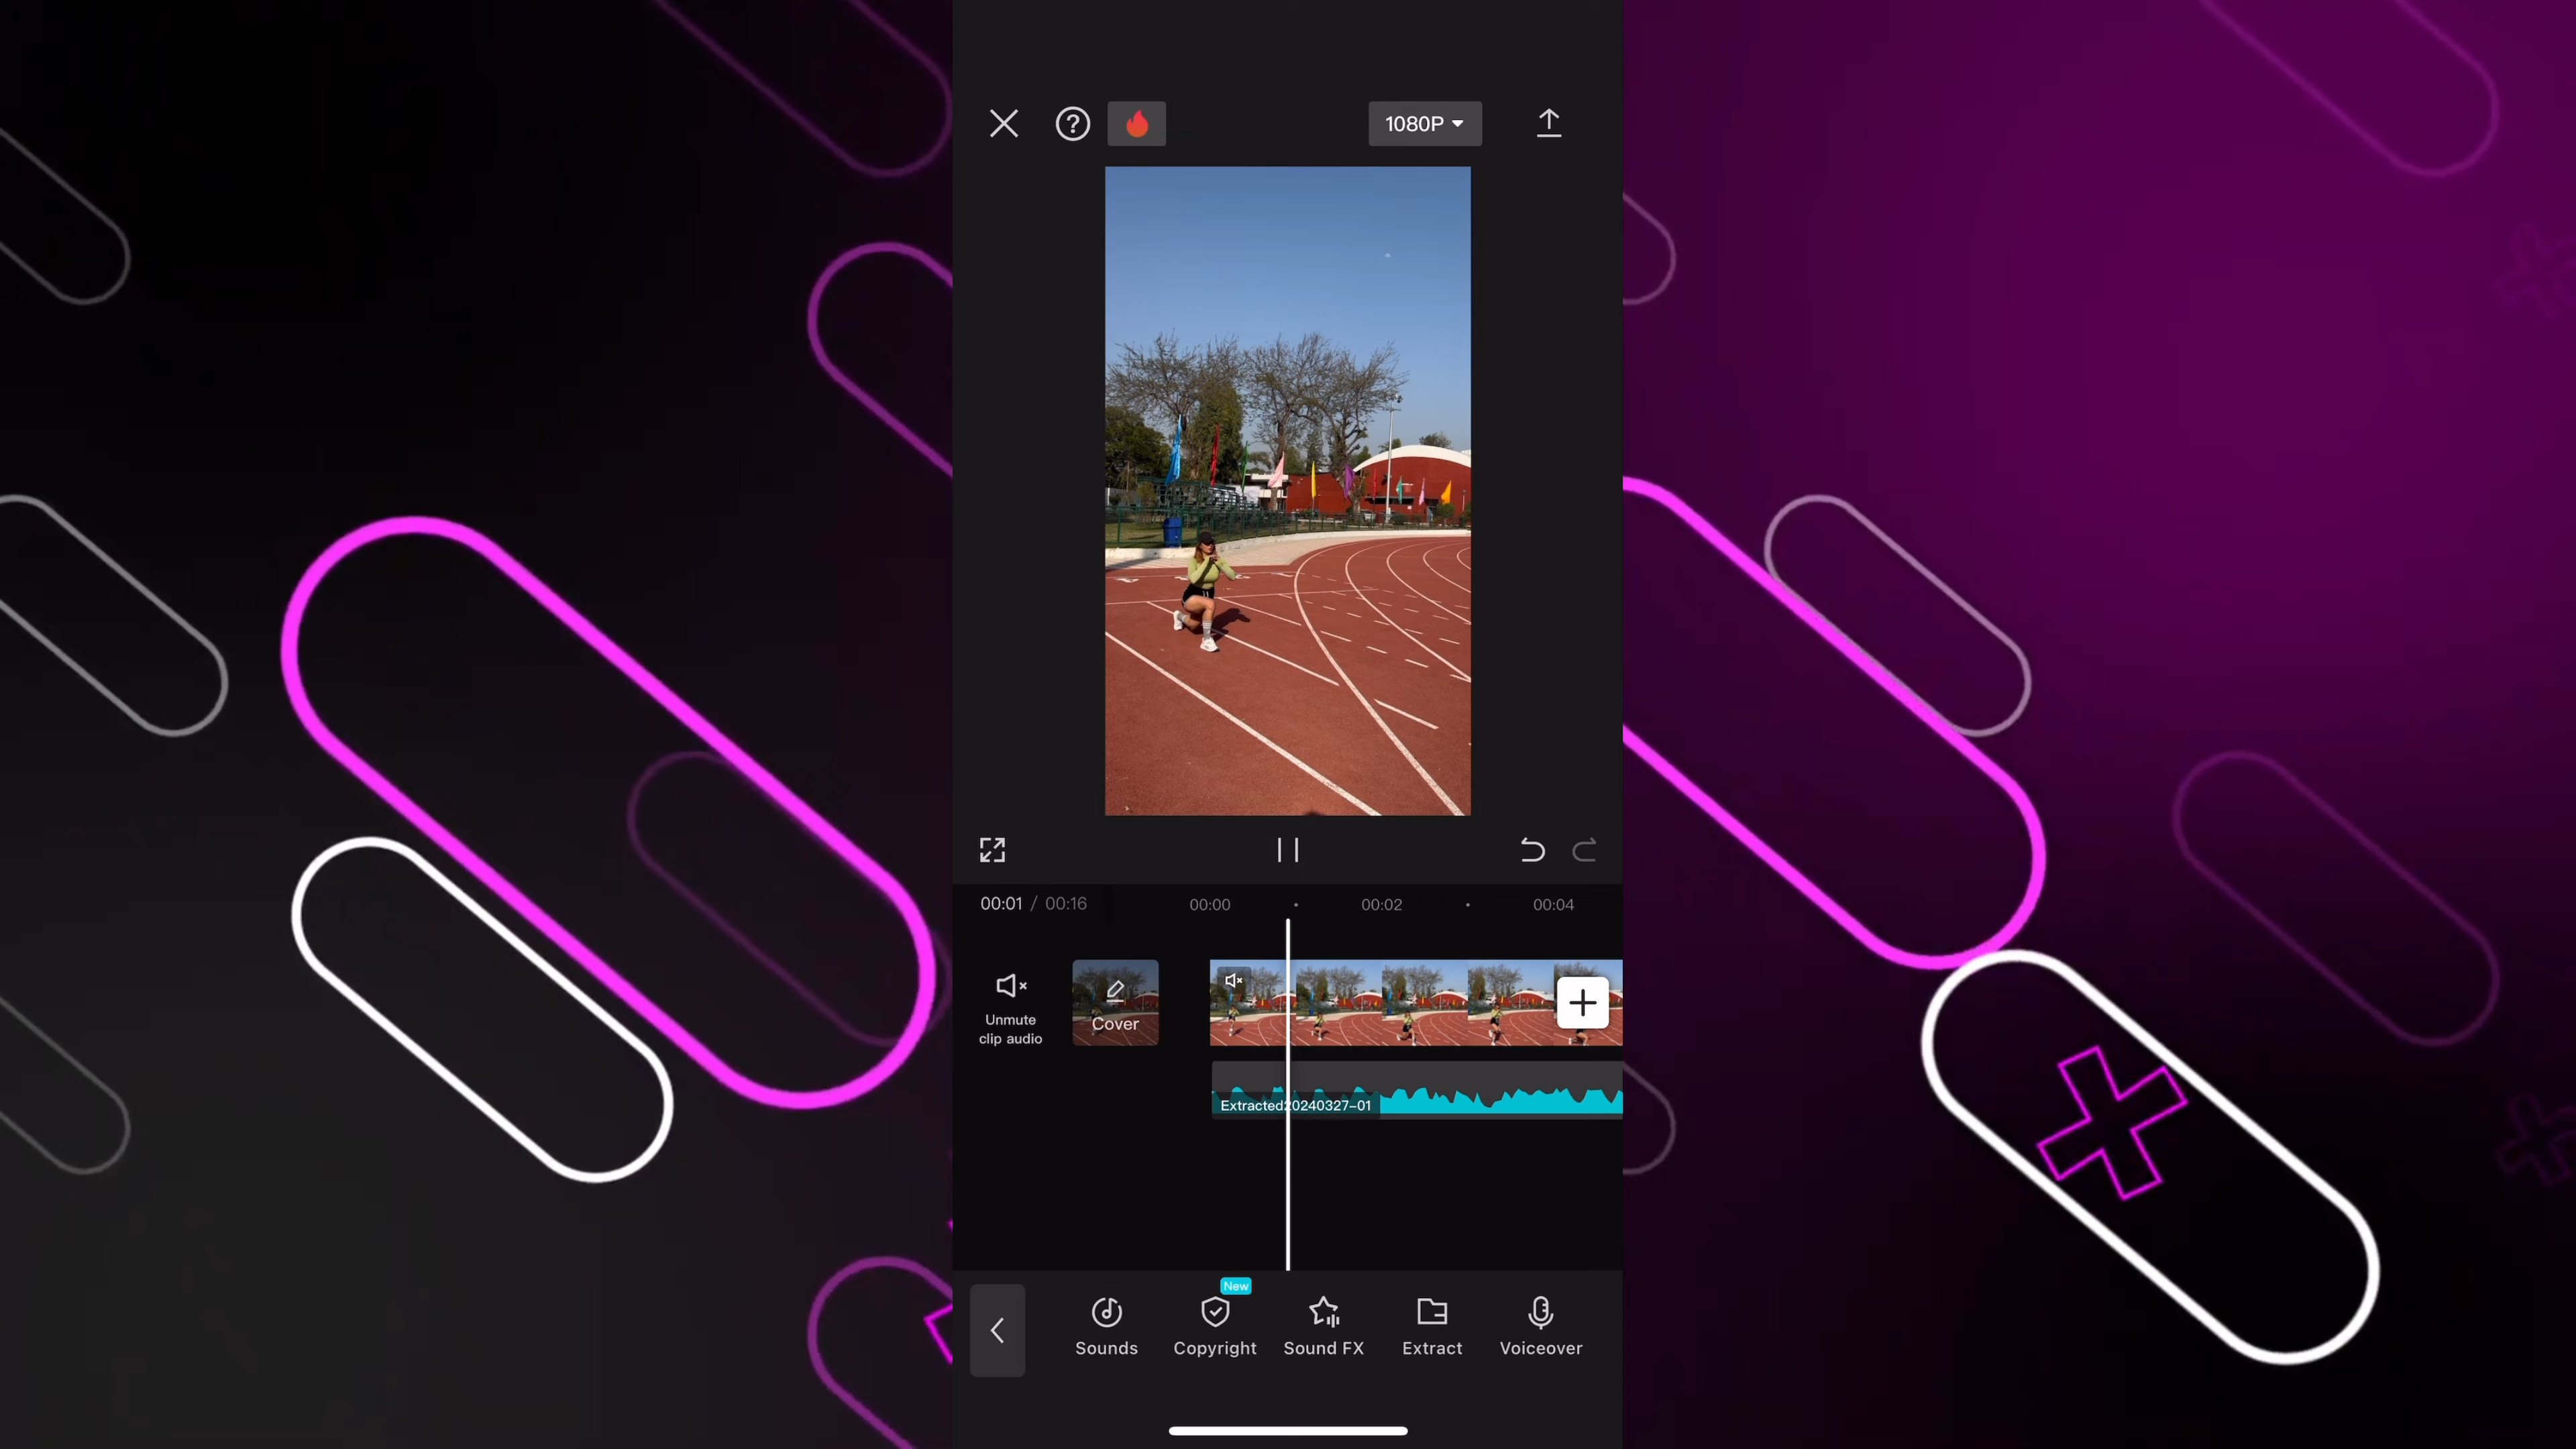 1080P
00:01 / 00:16
00:00
00:02
00:04
Unmute
clip audio
Cover
Extracted20240327-01
New
Sounds
Copyright
Sound FX
Extract
Voiceover